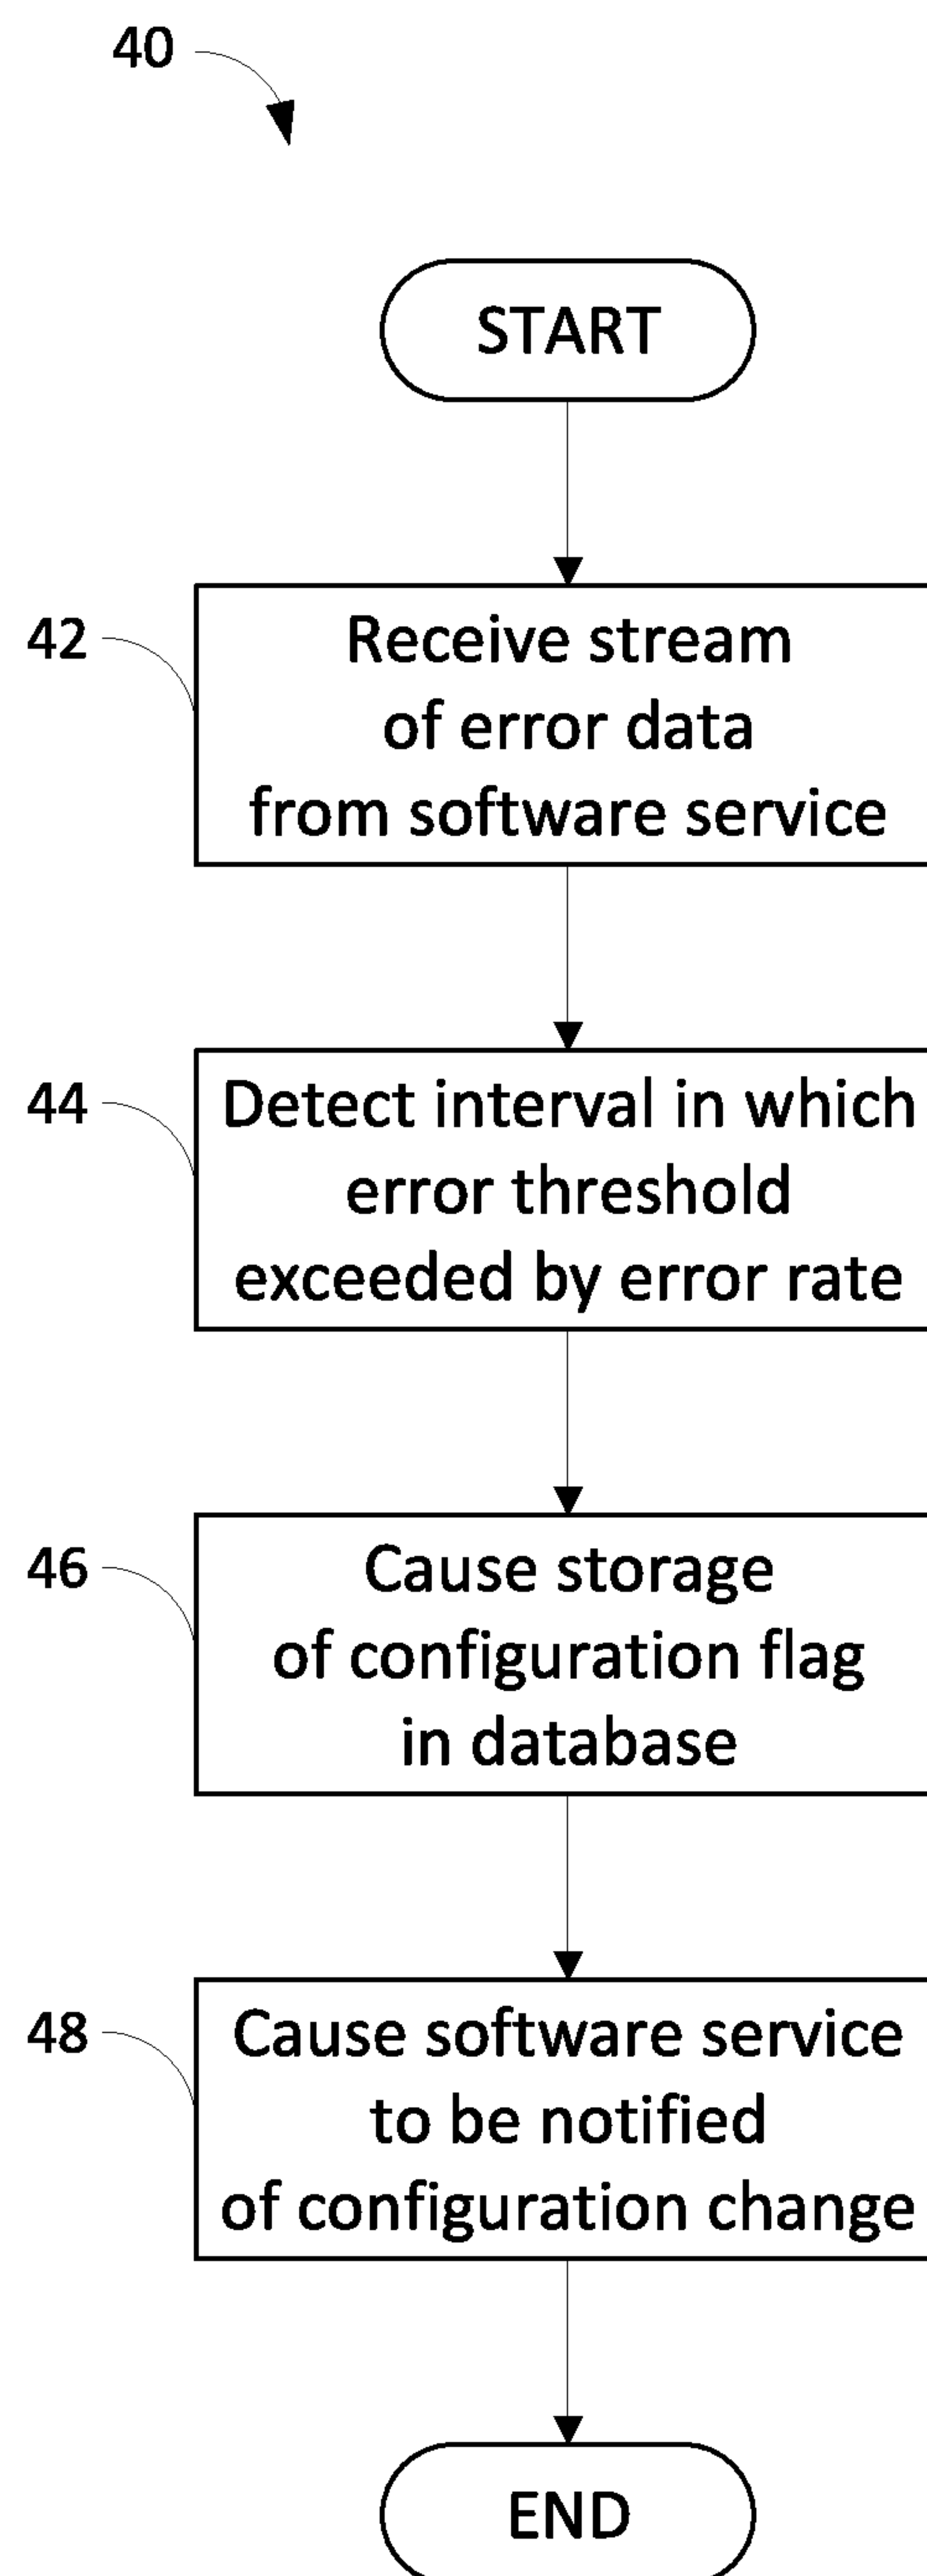 40
START
42
Receive stream
of error data
from software service
44
Detect interval in which
error threshold
exceeded by error rate
46
Cause storage
of configuration flag
in database
48
Cause software service
to be notified
of configuration change
END